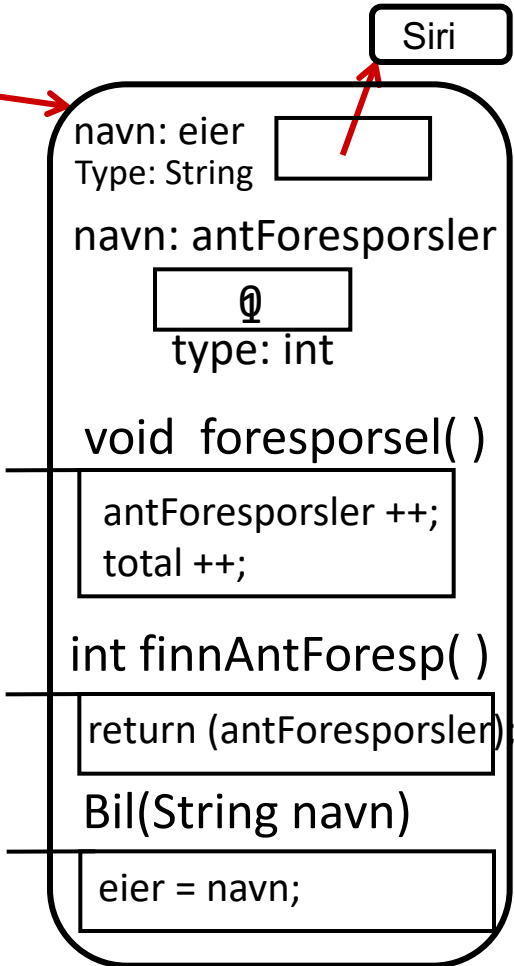 Siri
navn: eier
Type: String
navn: antForesporsler
type: int
void foresporsel( )
antForesporsler ++;
total ++;
int finnAntForesp( )
return (antForesporsler);
Bil(String navn)
eier = navn;